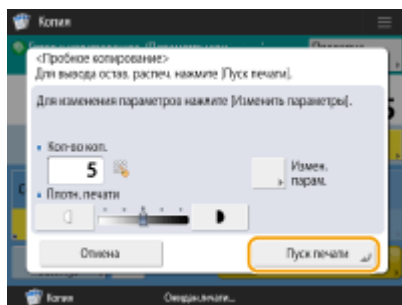 Копия
<Пробное копирование>
Для вывода остав. распеч. нажмите [Пуск печати].
Для изменения параметров нажмите [Изменить параметры].
Кол-во коп.
5
Измен.
парам.
Плотн. печати
Отмена
Пуск печати
Копия
Ожидан.печати...